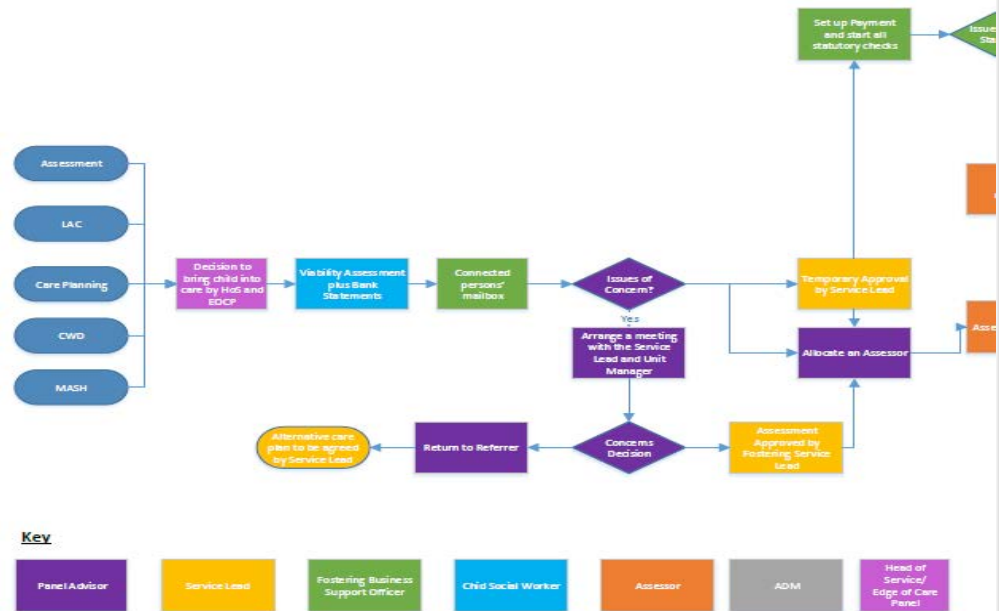 Set up Payment
and start all
statutory checks
Issues
Sta
Assessment
LAC
Care Planning
CWD
MASH
Decision to
bring child into
care by HoS and
EOCP
Viability Assessment
plus Bank
Statements
Connected
persons'
mailbox
Issues of
Concern?
Temporary Approval
by Service Lead
Yes
Arrange a meeting
with the Service
Lead and Unit
Manager
Allocate an Assessor
Asse
Alternative care
plan to be agreed
by Service Lead
Return to Referrer
Concerns
Decision
Assessment
Approved by
Fostering Service
Lead
Key
Panel Advisor
Service Lead
Fostering Business
Support Officer
Chid Social Worker
Assessor
ADM
Head of
Service/
Edge of Care
Panel